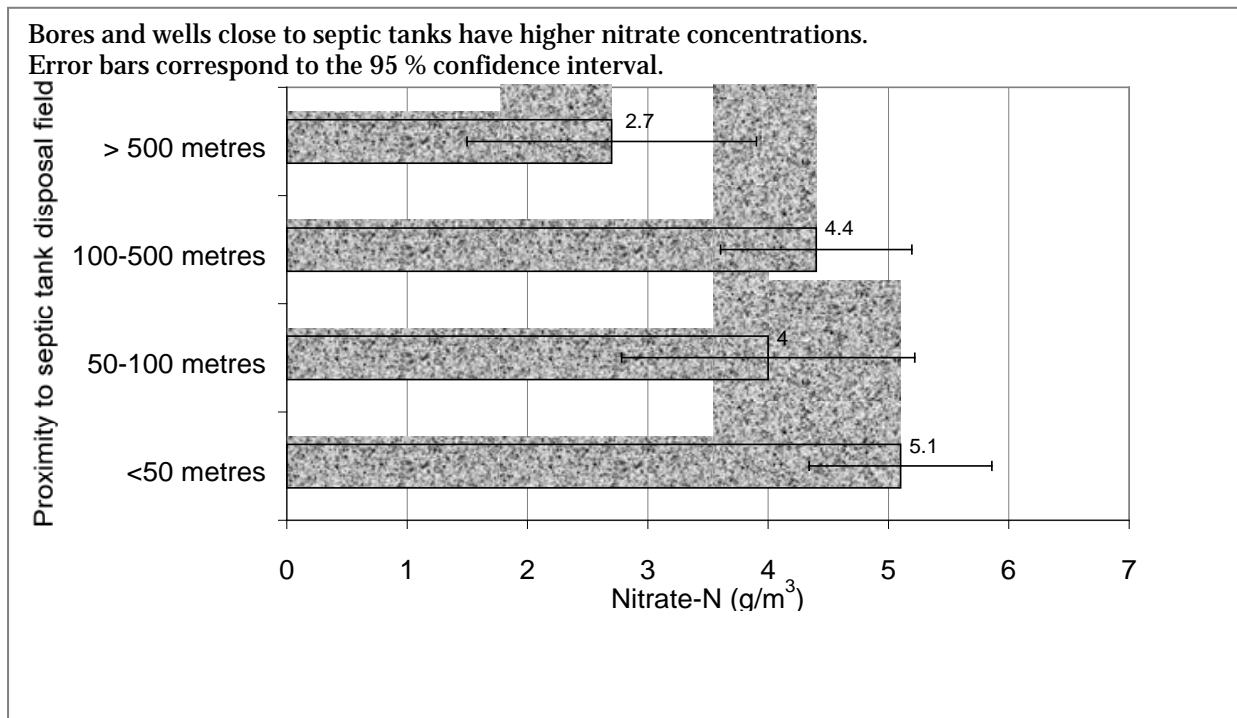 Bores and wells close to septic tanks have higher nitrate concentrations.
Error bars correspond to the 95 % confidence interval.
Proximity to septic tank disposal field
> 500 metres
2.7
100-500 metres
4.4
50-100 metres
4
<50 metres
5.1
0 1 2 3 4 5 6 7
Nitrate-N (g/m³)